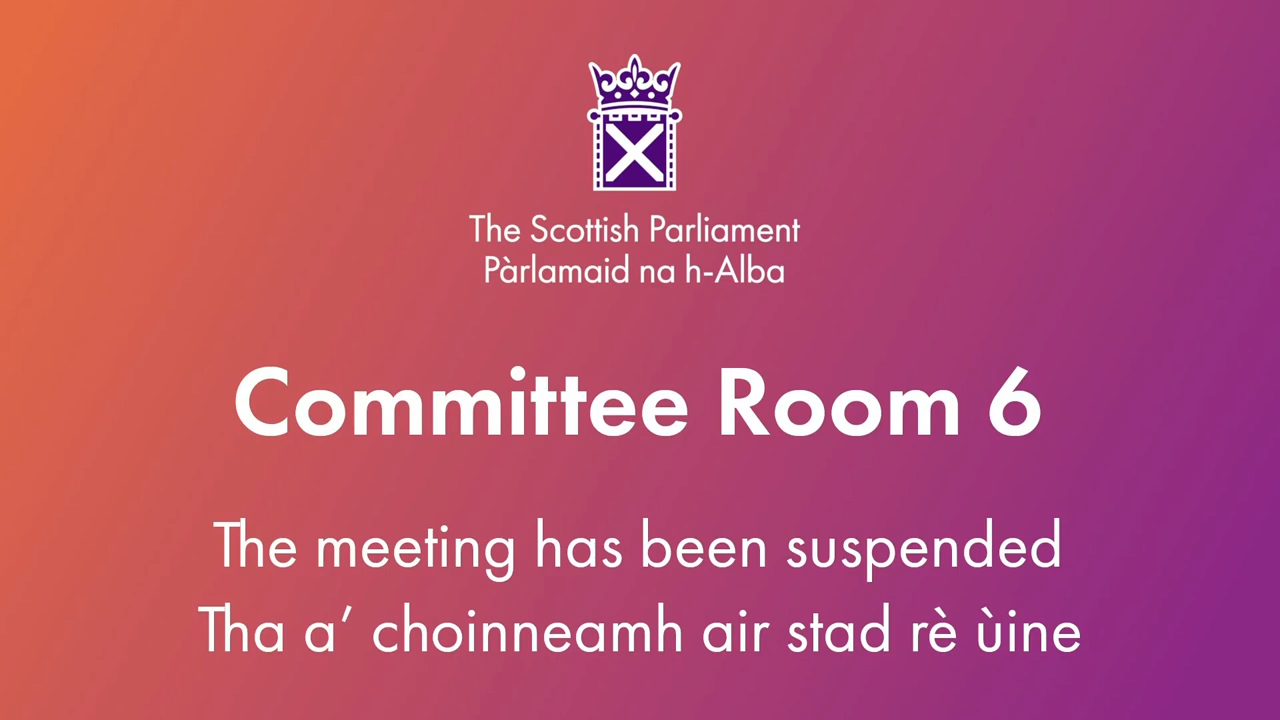 The Scottish Parliament
Pàrlamaid na h-Alba
Committee Room 6
The meeting has been suspended
Tha a’ choinneamh air stad rè ùine